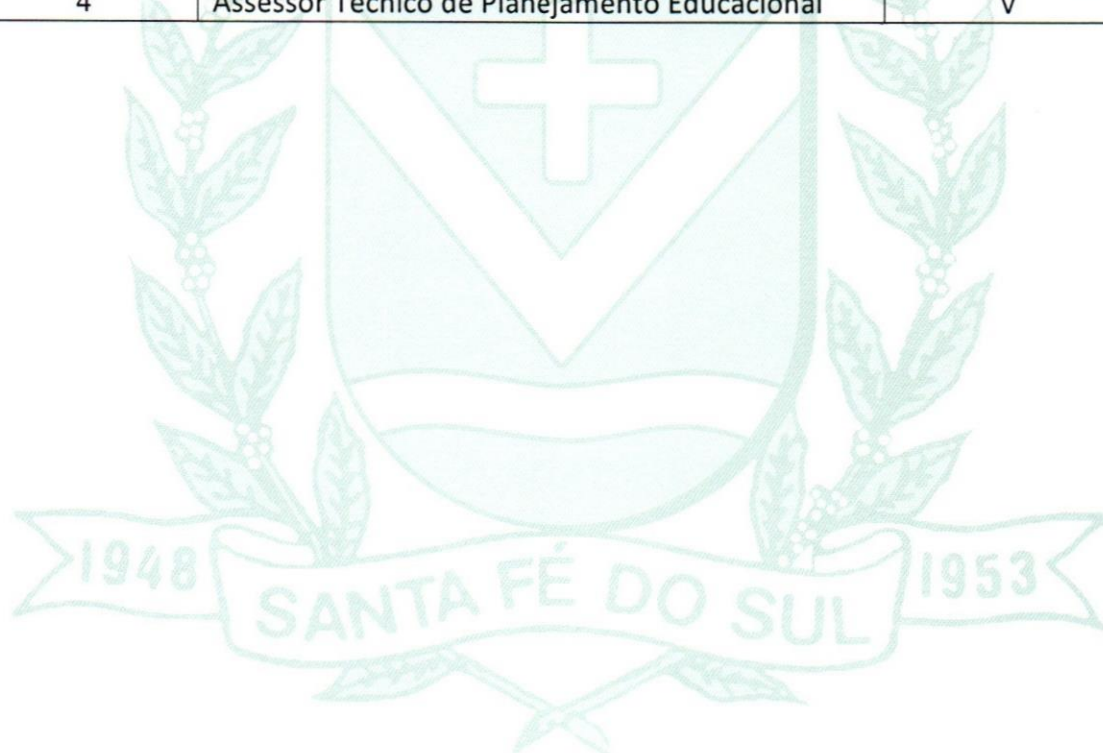 4 Assessor Técnico de Planejamento Educacional V
1948 SANTA FÉ DO SUL 1953